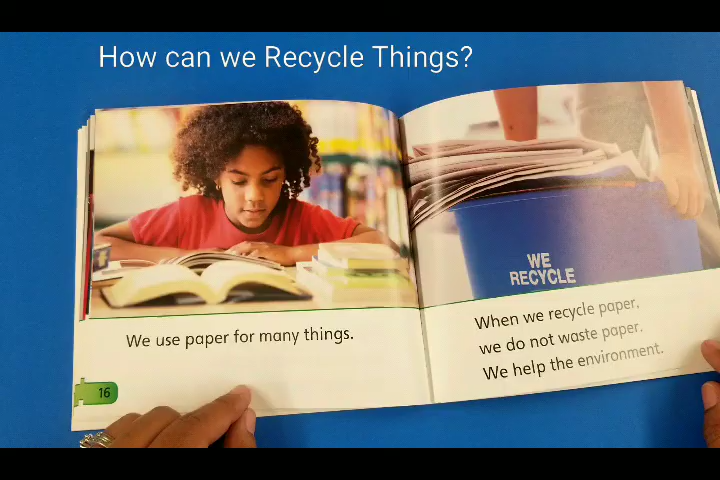 How can we Recycle Things?
We use paper for many things.
16
WE
RECYCLE
When we recycle paper,
we do not waste paper.
We help the environment.